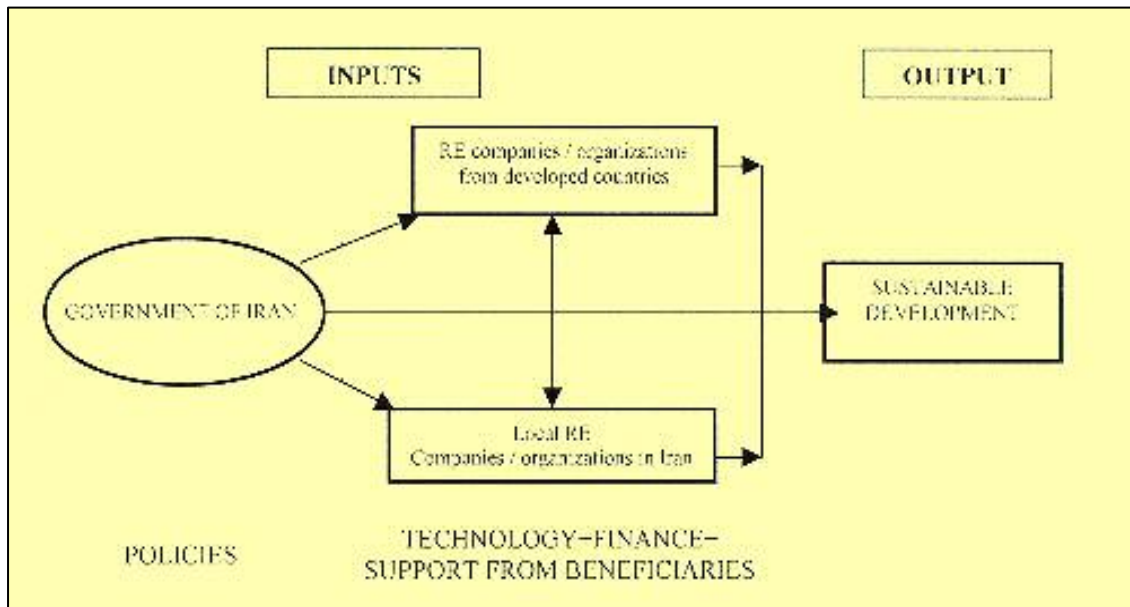 INPUTS
OUTPUT
RE companies / organizations
from developed countries
GOVERNMENT OF IRAN
SUSTAINABLE
DEVELOPMENT
Local RE
Companies / organizations in Iran
POLICIES
TECHNOLOGY-FINANCE-
SUPPORT FROM BENEFICIARIES